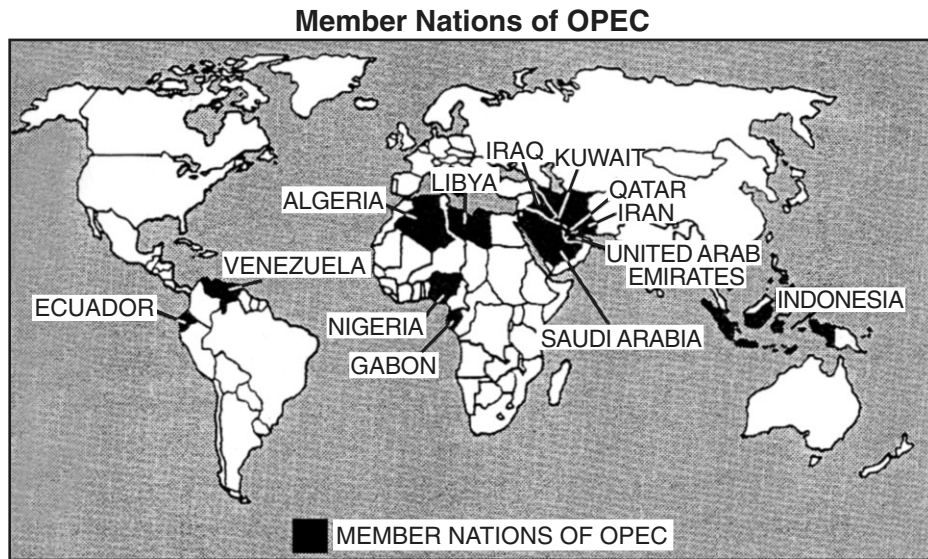 Member Nations of OPEC
IRAQ
KUWAIT
LIBYA
QATAR
ALGERIA
IRAN
UNITED ARAB
EMIRATES
VENEZUELA
ECUADOR
INDONESIA
NIGERIA
SAUDI ARABIA
GABON
MEMBER NATIONS OF OPEC